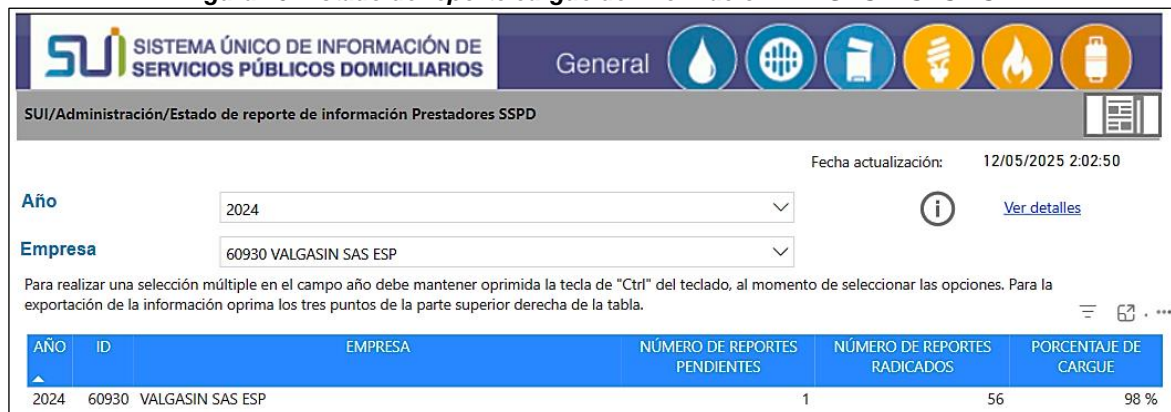 SUI SISTEMA ÚNICO DE INFORMACIÓN DE
SERVICIOS PÚBLICOS DOMICILIARIOS
General
SUI/Administración/Estado de reporte de información Prestadores SSPD
Fecha actualización: 12/05/2025 2:02:50
Año 2024
Ver detalles
Empresa 60930 VALGASIN SAS ESP
Para realizar una selección múltiple en el campo año debe mantener oprimida la tecla de "Ctrl" del teclado, al momento de seleccionar las opciones. Para la
exportación de la información oprima los tres puntos de la parte superior derecha de la tabla.
AÑO ID EMPRESA NÚMERO DE REPORTES PENDIENTES NÚMERO DE REPORTES RADICADOS PORCENTAJE DE CARGUE
2024 60930 VALGASIN SAS ESP 1 56 98 %